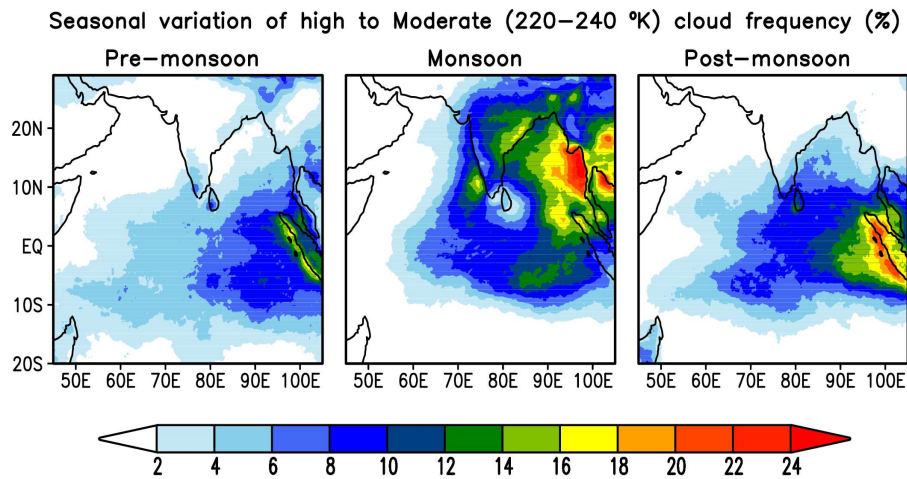 Seasonal variation of high to Moderate (220−240 °K) cloud frequency (%)
Pre−monsoon Monsoon Post−monsoon
20N
10N
EQ
10S
20S
50E 60E 70E 80E 90E 100E 50E 60E 70E 80E 90E 100E 50E 60E 70E 80E 90E 100E
2 4 6 8 10 12 14 16 18 20 22 24